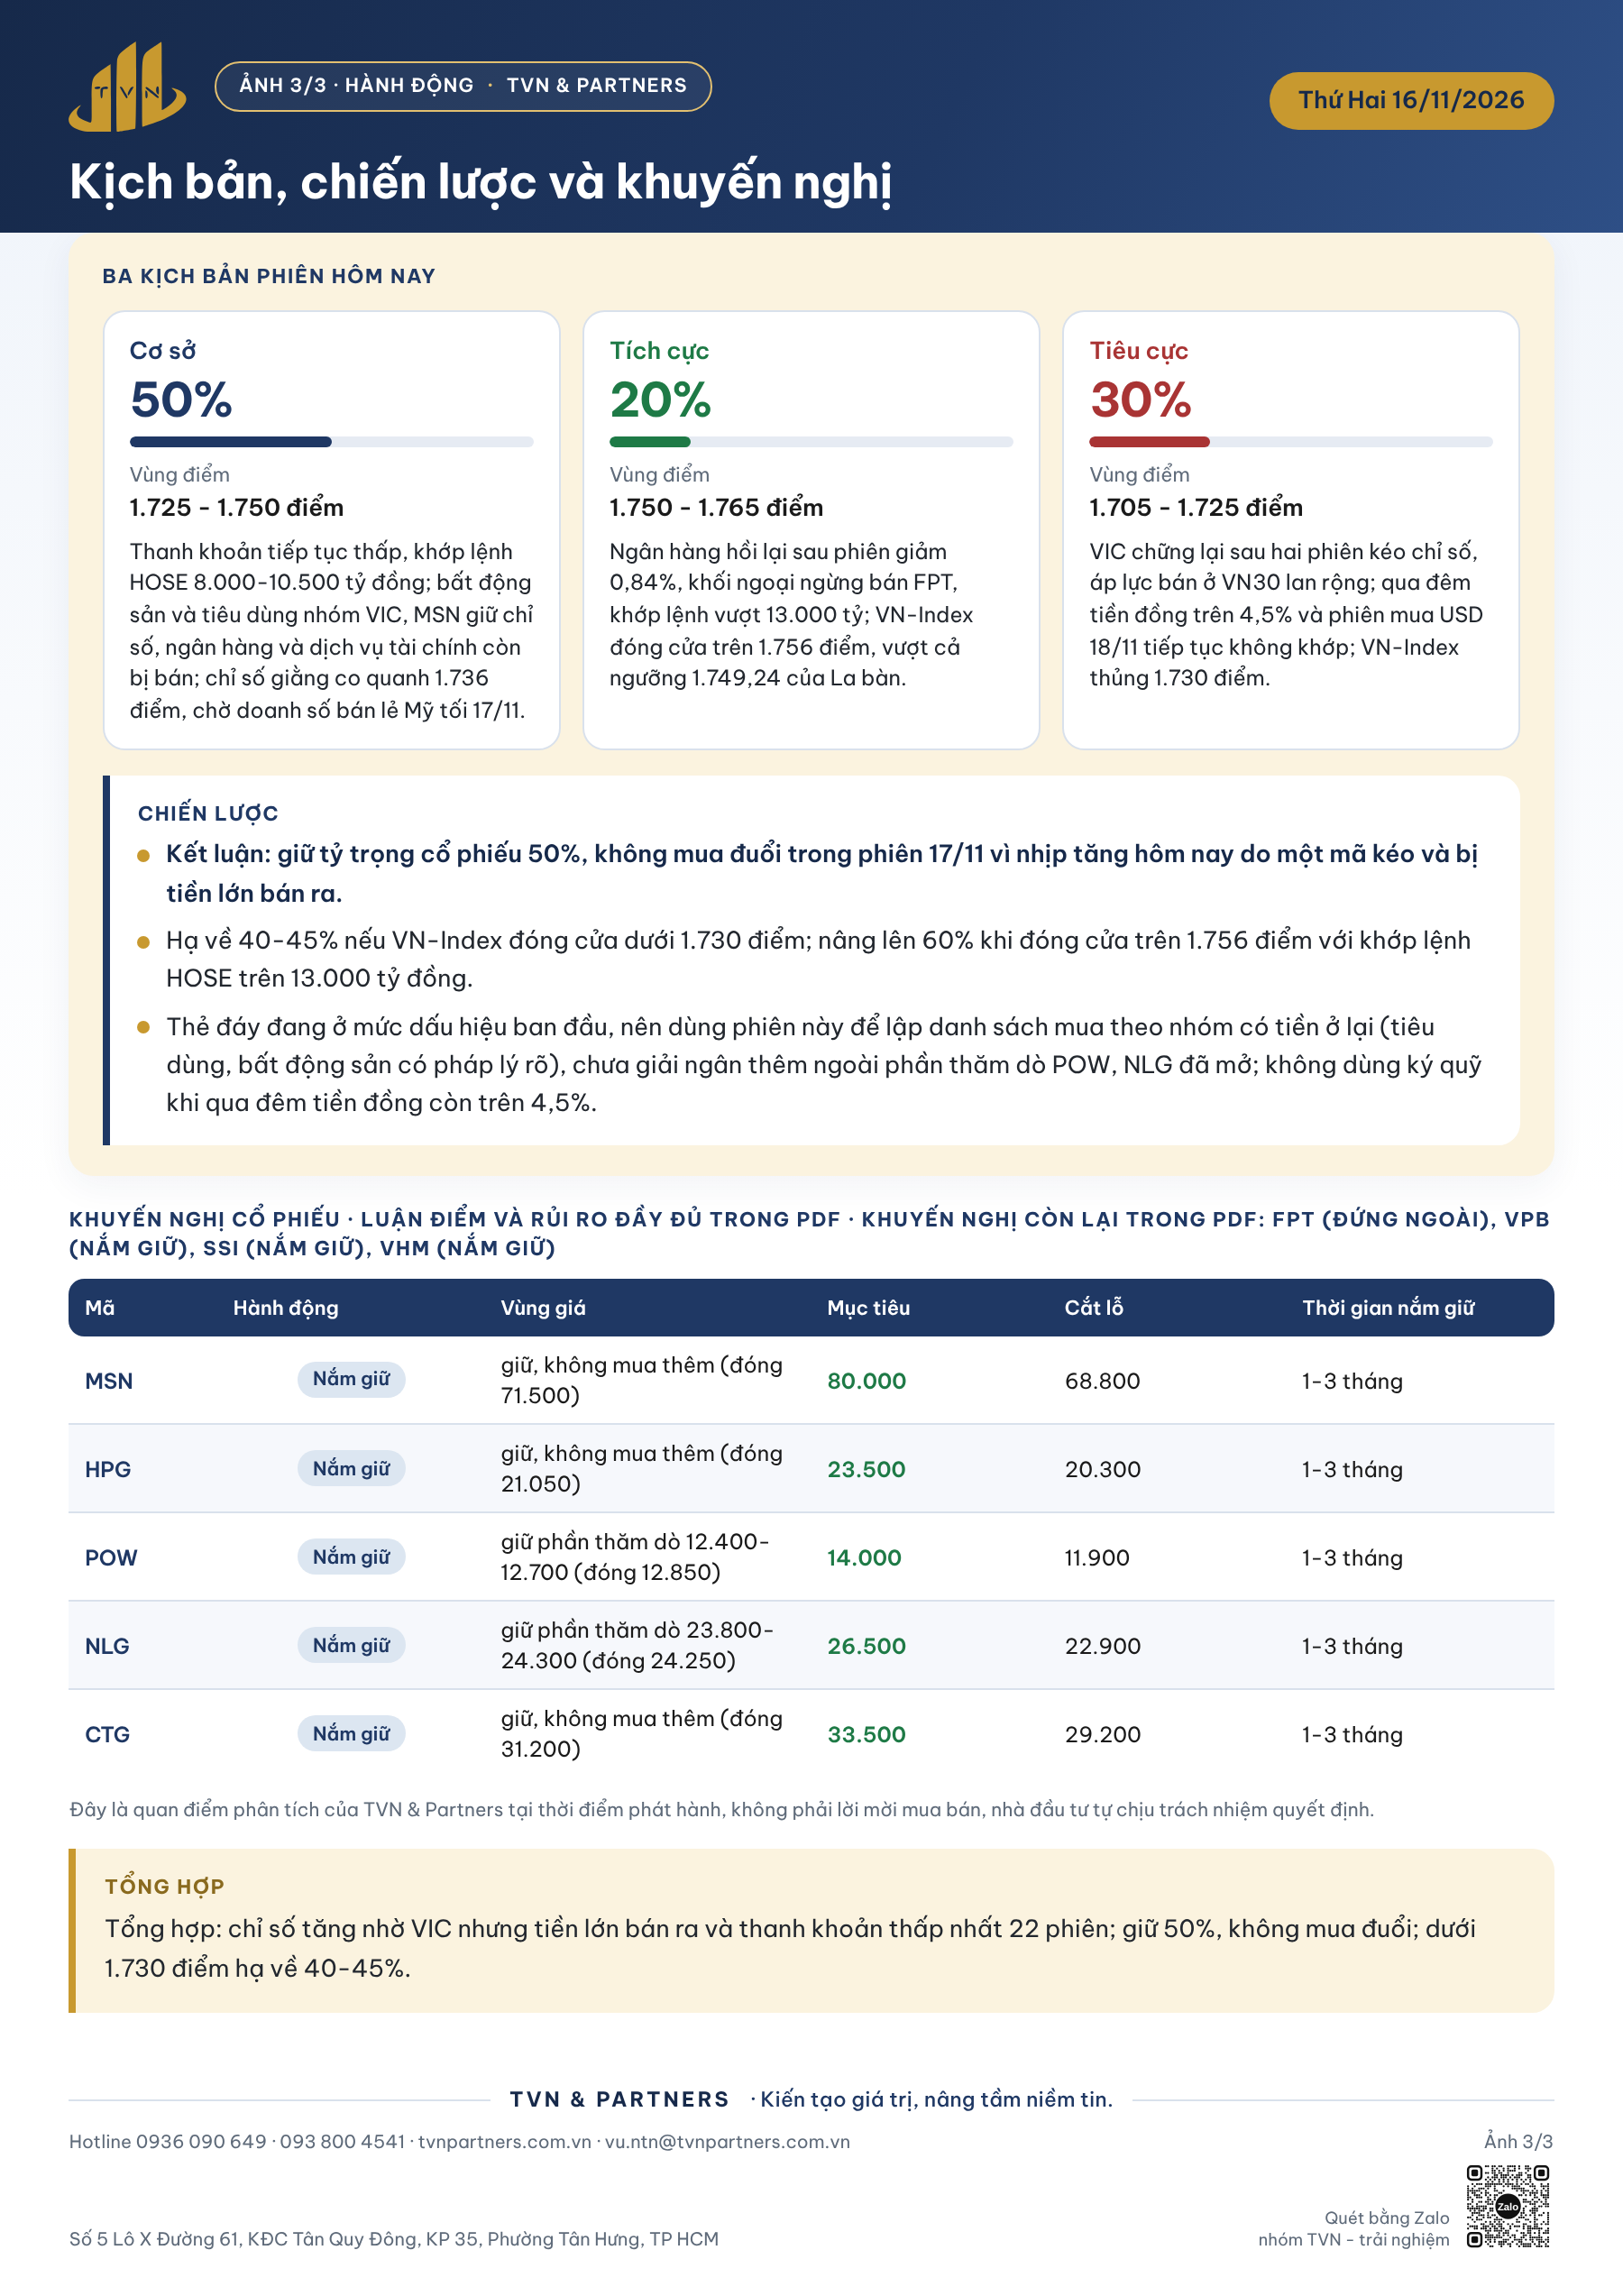 TVN
ẢNH 3/3 · HÀNH ĐỘNG · TVN & PARTNERS
Thứ Hai 16/11/2026
Kịch bản, chiến lược và khuyến nghị
BA KỊCH BẢN PHIÊN HÔM NAY
Cơ sở
50%
Vùng điểm
1.725 - 1.750 điểm
Thanh khoản tiếp tục thấp, khớp lệnh
HOSE 8.000-10.500 tỷ đồng; bất động
sản và tiêu dùng nhóm VIC, MSN giữ chỉ
số, ngân hàng và dịch vụ tài chính còn
bị bán; chỉ số giằng co quanh 1.736
điểm, chờ doanh số bán lẻ Mỹ tối 17/11.
Tích cực
20%
Vùng điểm
1.750 - 1.765 điểm
Ngân hàng hồi lại sau phiên giảm
0,84%, khối ngoại ngừng bán FPT,
khớp lệnh vượt 13.000 tỷ; VN-Index
đóng cửa trên 1.756 điểm, vượt cả
ngưỡng 1.749,24 của La bàn.
Tiêu cực
30%
Vùng điểm
1.705 - 1.725 điểm
VIC chững lại sau hai phiên kéo chỉ số,
áp lực bán ở VN30 lan rộng; qua đêm
tiền đồng trên 4,5% và phiên mua USD
18/11 tiếp tục không khớp; VN-Index
thủng 1.730 điểm.
CHIẾN LƯỢC
Kết luận: giữ tỷ trọng cổ phiếu 50%, không mua đuổi trong phiên 17/11 vì nhịp tăng hôm nay do một mã kéo và bị
tiền lớn bán ra.
Hạ về 40-45% nếu VN-Index đóng cửa dưới 1.730 điểm; nâng lên 60% khi đóng cửa trên 1.756 điểm với khớp lệnh
HOSE trên 13.000 tỷ đồng.
Thẻ đáy đang ở mức dấu hiệu ban đầu, nên dùng phiên này để lập danh sách mua theo nhóm có tiền ở lại (tiêu
dùng, bất động sản có pháp lý rõ), chưa giải ngân thêm ngoài phần thăm dò POW, NLG đã mở; không dùng ký quỹ
khi qua đêm tiền đồng còn trên 4,5%.
KHUYẾN NGHỊ CỔ PHIẾU · LUẬN ĐIỂM VÀ RỦI RO ĐẦY ĐỦ TRONG PDF · KHUYẾN NGHỊ CÒN LẠI TRONG PDF: FPT (ĐỨNG NGOÀI), VPB
(NẮM GIỮ), SSI (NẮM GIỮ), VHM (NẮM GIỮ)
Mã Hành động Vùng giá Mục tiêu Cắt lỗ Thời gian nắm giữ
MSN Nắm giữ giữ, không mua thêm (đóng
71.500) 80.000 68.800 1-3 tháng
HPG Nắm giữ giữ, không mua thêm (đóng
21.050) 23.500 20.300 1-3 tháng
POW Nắm giữ giữ phần thăm dò 12.400-
12.700 (đóng 12.850) 14.000 11.900 1-3 tháng
NLG Nắm giữ giữ phần thăm dò 23.800-
24.300 (đóng 24.250) 26.500 22.900 1-3 tháng
CTG Nắm giữ giữ, không mua thêm (đóng
31.200) 33.500 29.200 1-3 tháng
Đây là quan điểm phân tích của TVN & Partners tại thời điểm phát hành, không phải lời mời mua bán, nhà đầu tư tự chịu trách nhiệm quyết định.
TỔNG HỢP
Tổng hợp: chỉ số tăng nhờ VIC nhưng tiền lớn bán ra và thanh khoản thấp nhất 22 phiên; giữ 50%, không mua đuổi; dưới
1.730 điểm hạ về 40-45%.
TVN & PARTNERS · Kiến tạo giá trị, nâng tầm niềm tin.
Hotline 0936 090 649 · 093 800 4541 · tvnpartners.com.vn · vu.ntn@tvnpartners.com.vn
Ảnh 3/3
Zalo
Quét bằng Zalo
nhóm TVN - trải nghiệm
Số 5 Lô X Đường 61, KĐC Tân Quy Đông, KP 35, Phường Tân Hưng, TP HCM